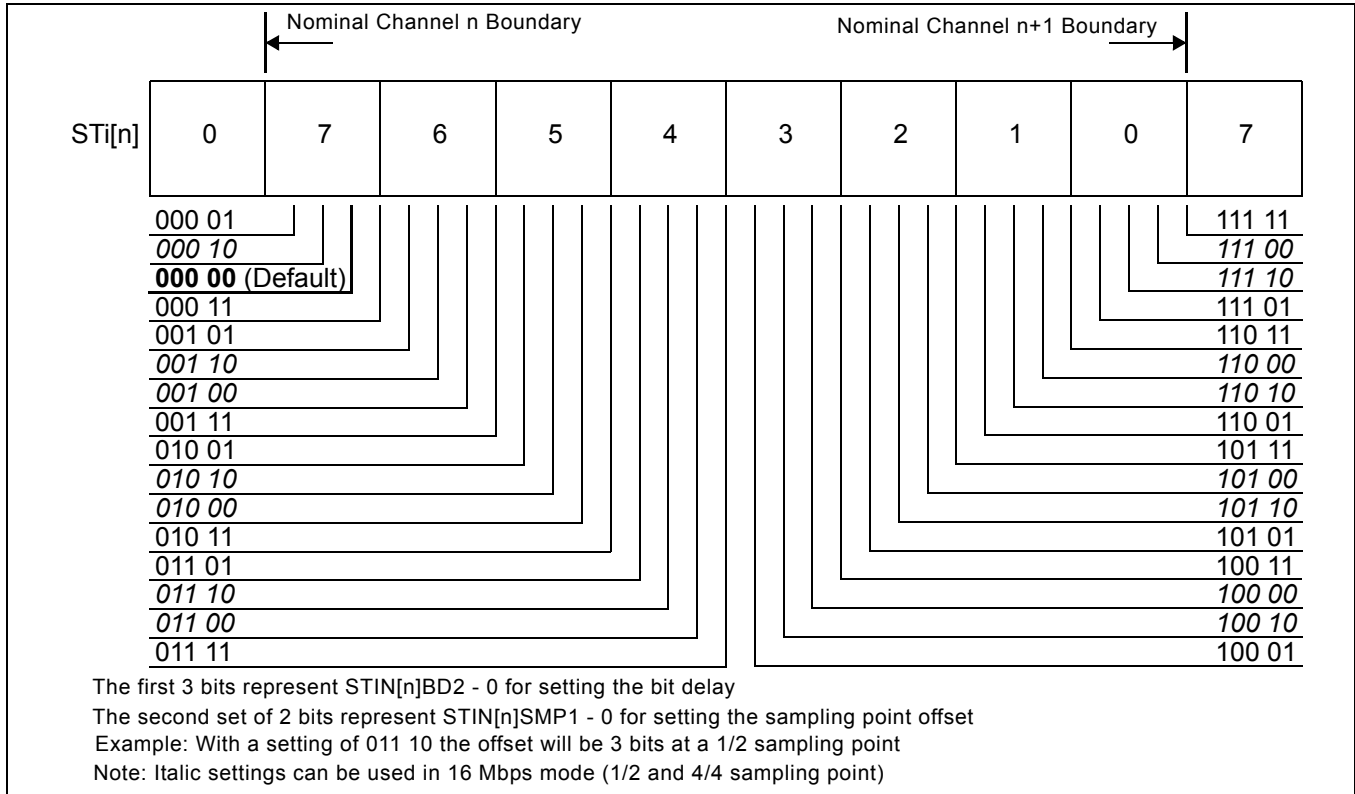 Nominal Channel n Boundary
Nominal Channel n+1 Boundary
STi[n] 0 7 6 5 4 3 2 1 0 7
000 01 111 11
000 10 111 00
000 00 (Default) 111 10
000 11 111 01
001 01 110 11
001 10 110 00
001 00 110 10
001 11 110 01
010 01 101 11
010 10 101 00
010 00 101 10
010 11 101 01
011 01 100 11
011 10 100 00
011 00 100 10
011 11 100 01
The first 3 bits represent STIN[n]BD2 - 0 for setting the bit delay
The second set of 2 bits represent STIN[n]SMP1 - 0 for setting the sampling point offset
Example: With a setting of 011 10 the offset will be 3 bits at a 1/2 sampling point
Note: Italic settings can be used in 16 Mbps mode (1/2 and 4/4 sampling point)